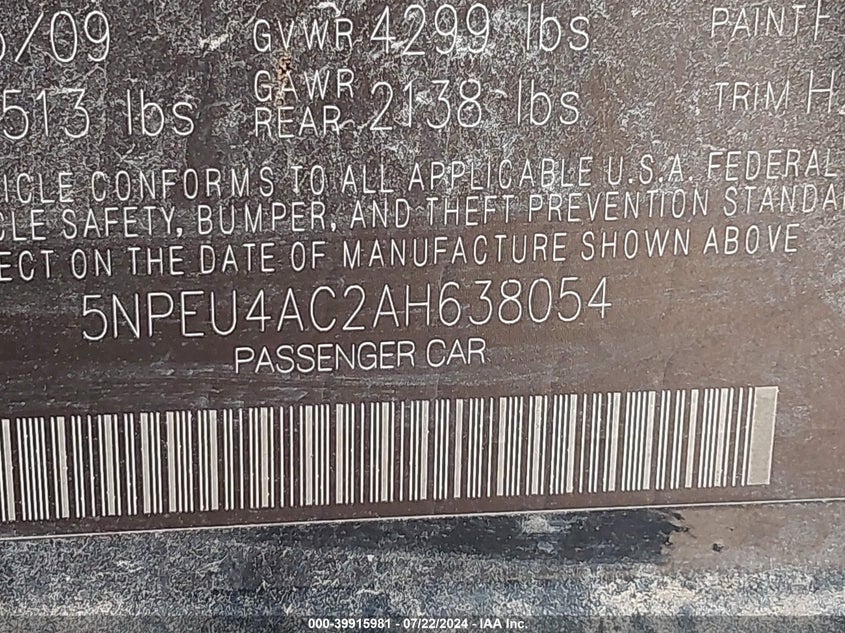 /09 GVWR 4299 lbs PAINT
513 lbs GAWR REAR 2138 lbs TRIM H
ICLE CONFORMS TO ALL APPLICABLE U.S.A. FEDERAL
CLE SAFETY, BUMPER, AND THEFT PREVENTION STANDA
ECT ON THE DATE OF MANUFACTURE SHOWN ABOVE
5NPEU4AC2AH638054
PASSENGER CAR
000-39915981 - 07/22/2024 - IAA Inc.